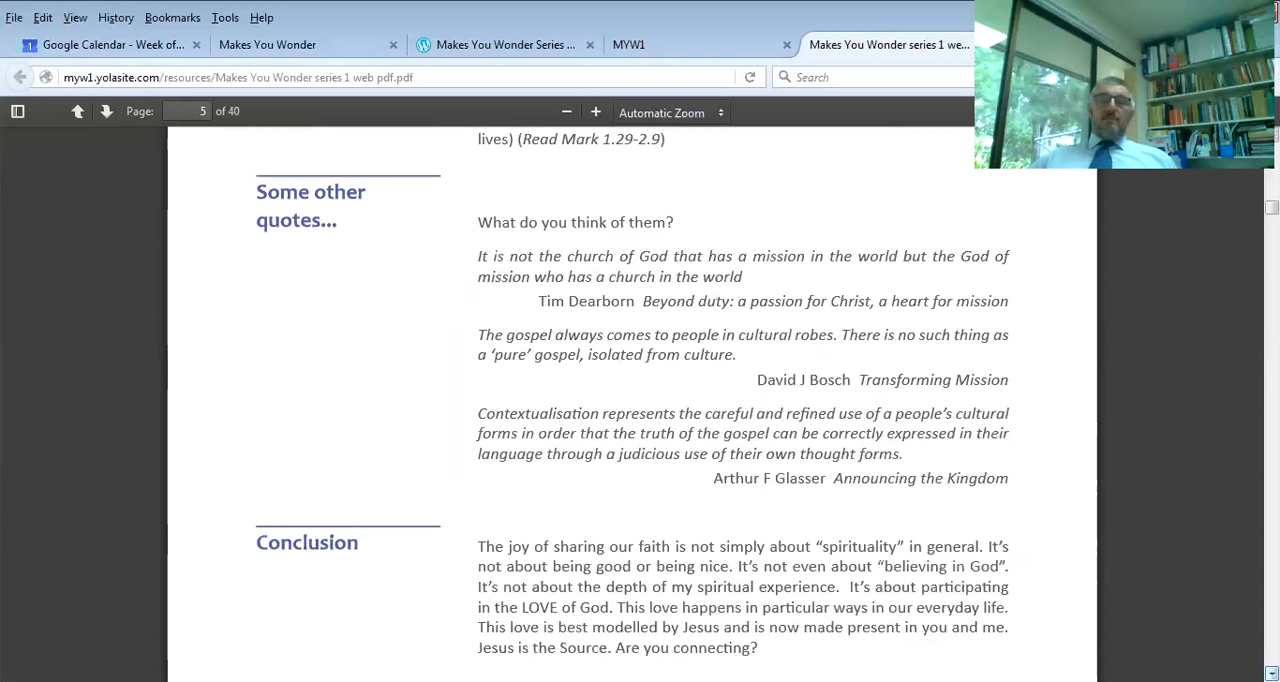 File Edit View History Bookmarks Tools Help
1 Google Calendar - Week of... × Makes You Wonder × Makes You Wonder Series ... × MYW1 × Makes You Wonder series 1 we...
myw1.yolasite.com/resources/Makes You Wonder series 1 web pdf.pdf Search
Page: 5 of 40 Automatic Zoom
lives) (Read Mark 1.29-2.9)
Some other
quotes...
What do you think of them?
It is not the church of God that has a mission in the world but the God of
mission who has a church in the world
Tim Dearborn Beyond duty: a passion for Christ, a heart for mission
The gospel always comes to people in cultural robes. There is no such thing as
a ‘pure’ gospel, isolated from culture.
David J Bosch Transforming Mission
Contextualisation represents the careful and refined use of a people’s cultural
forms in order that the truth of the gospel can be correctly expressed in their
language through a judicious use of their own thought forms.
Arthur F Glasser Announcing the Kingdom
Conclusion
The joy of sharing our faith is not simply about “spirituality” in general. It’s
not about being good or being nice. It’s not even about “believing in God”.
It’s not about the depth of my spiritual experience. It’s about participating
in the LOVE of God. This love happens in particular ways in our everyday life.
This love is best modelled by Jesus and is now made present in you and me.
Jesus is the Source. Are you connecting?